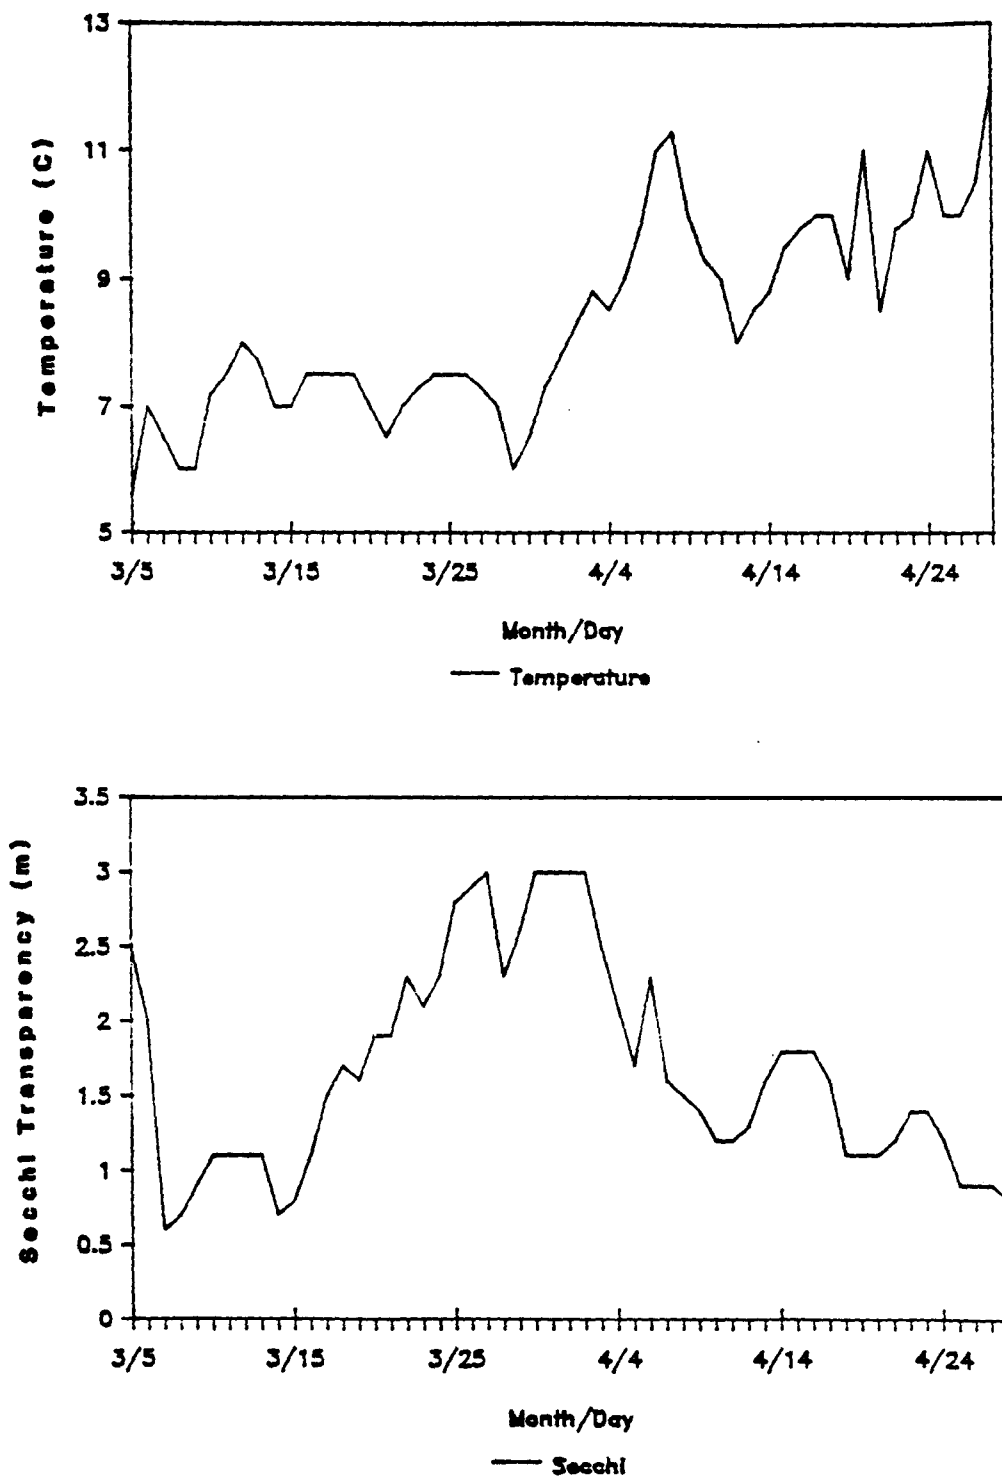 13
11
9
7
5
Temperature (C)
3/5 3/15 3/25 4/4 4/14 4/24
Month/Day
Temperature
3.5
3
2.5
2
1.5
1
0.5
0
Secchi Transparency (m)
3/5 3/15 3/25 4/4 4/14 4/24
Month/Day
Secchi